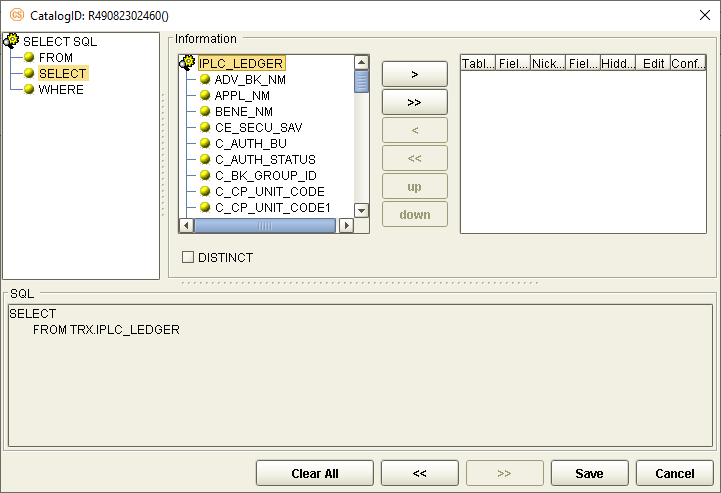 CatalogID: R49082302460()
SELECT SQL
FROM
SELECT
WHERE
Information
IPLC_LEDGER
ADV_BK_NM
APPL_NM
BENE_NM
CE_SECU_SAV
C_AUTH_BU
C_AUTH_STATUS
C_BK_GROUP_ID
C_CP_UNIT_CODE
C_CP_UNIT_CODE1
>
>>
<
<<
up
down
Tabl... Fiel... Nick... Fiel... Hidd... Edit Conf...
DISTINCT
SQL
SELECT
FROM TRX.IPLC_LEDGER
Clear All << >> Save Cancel